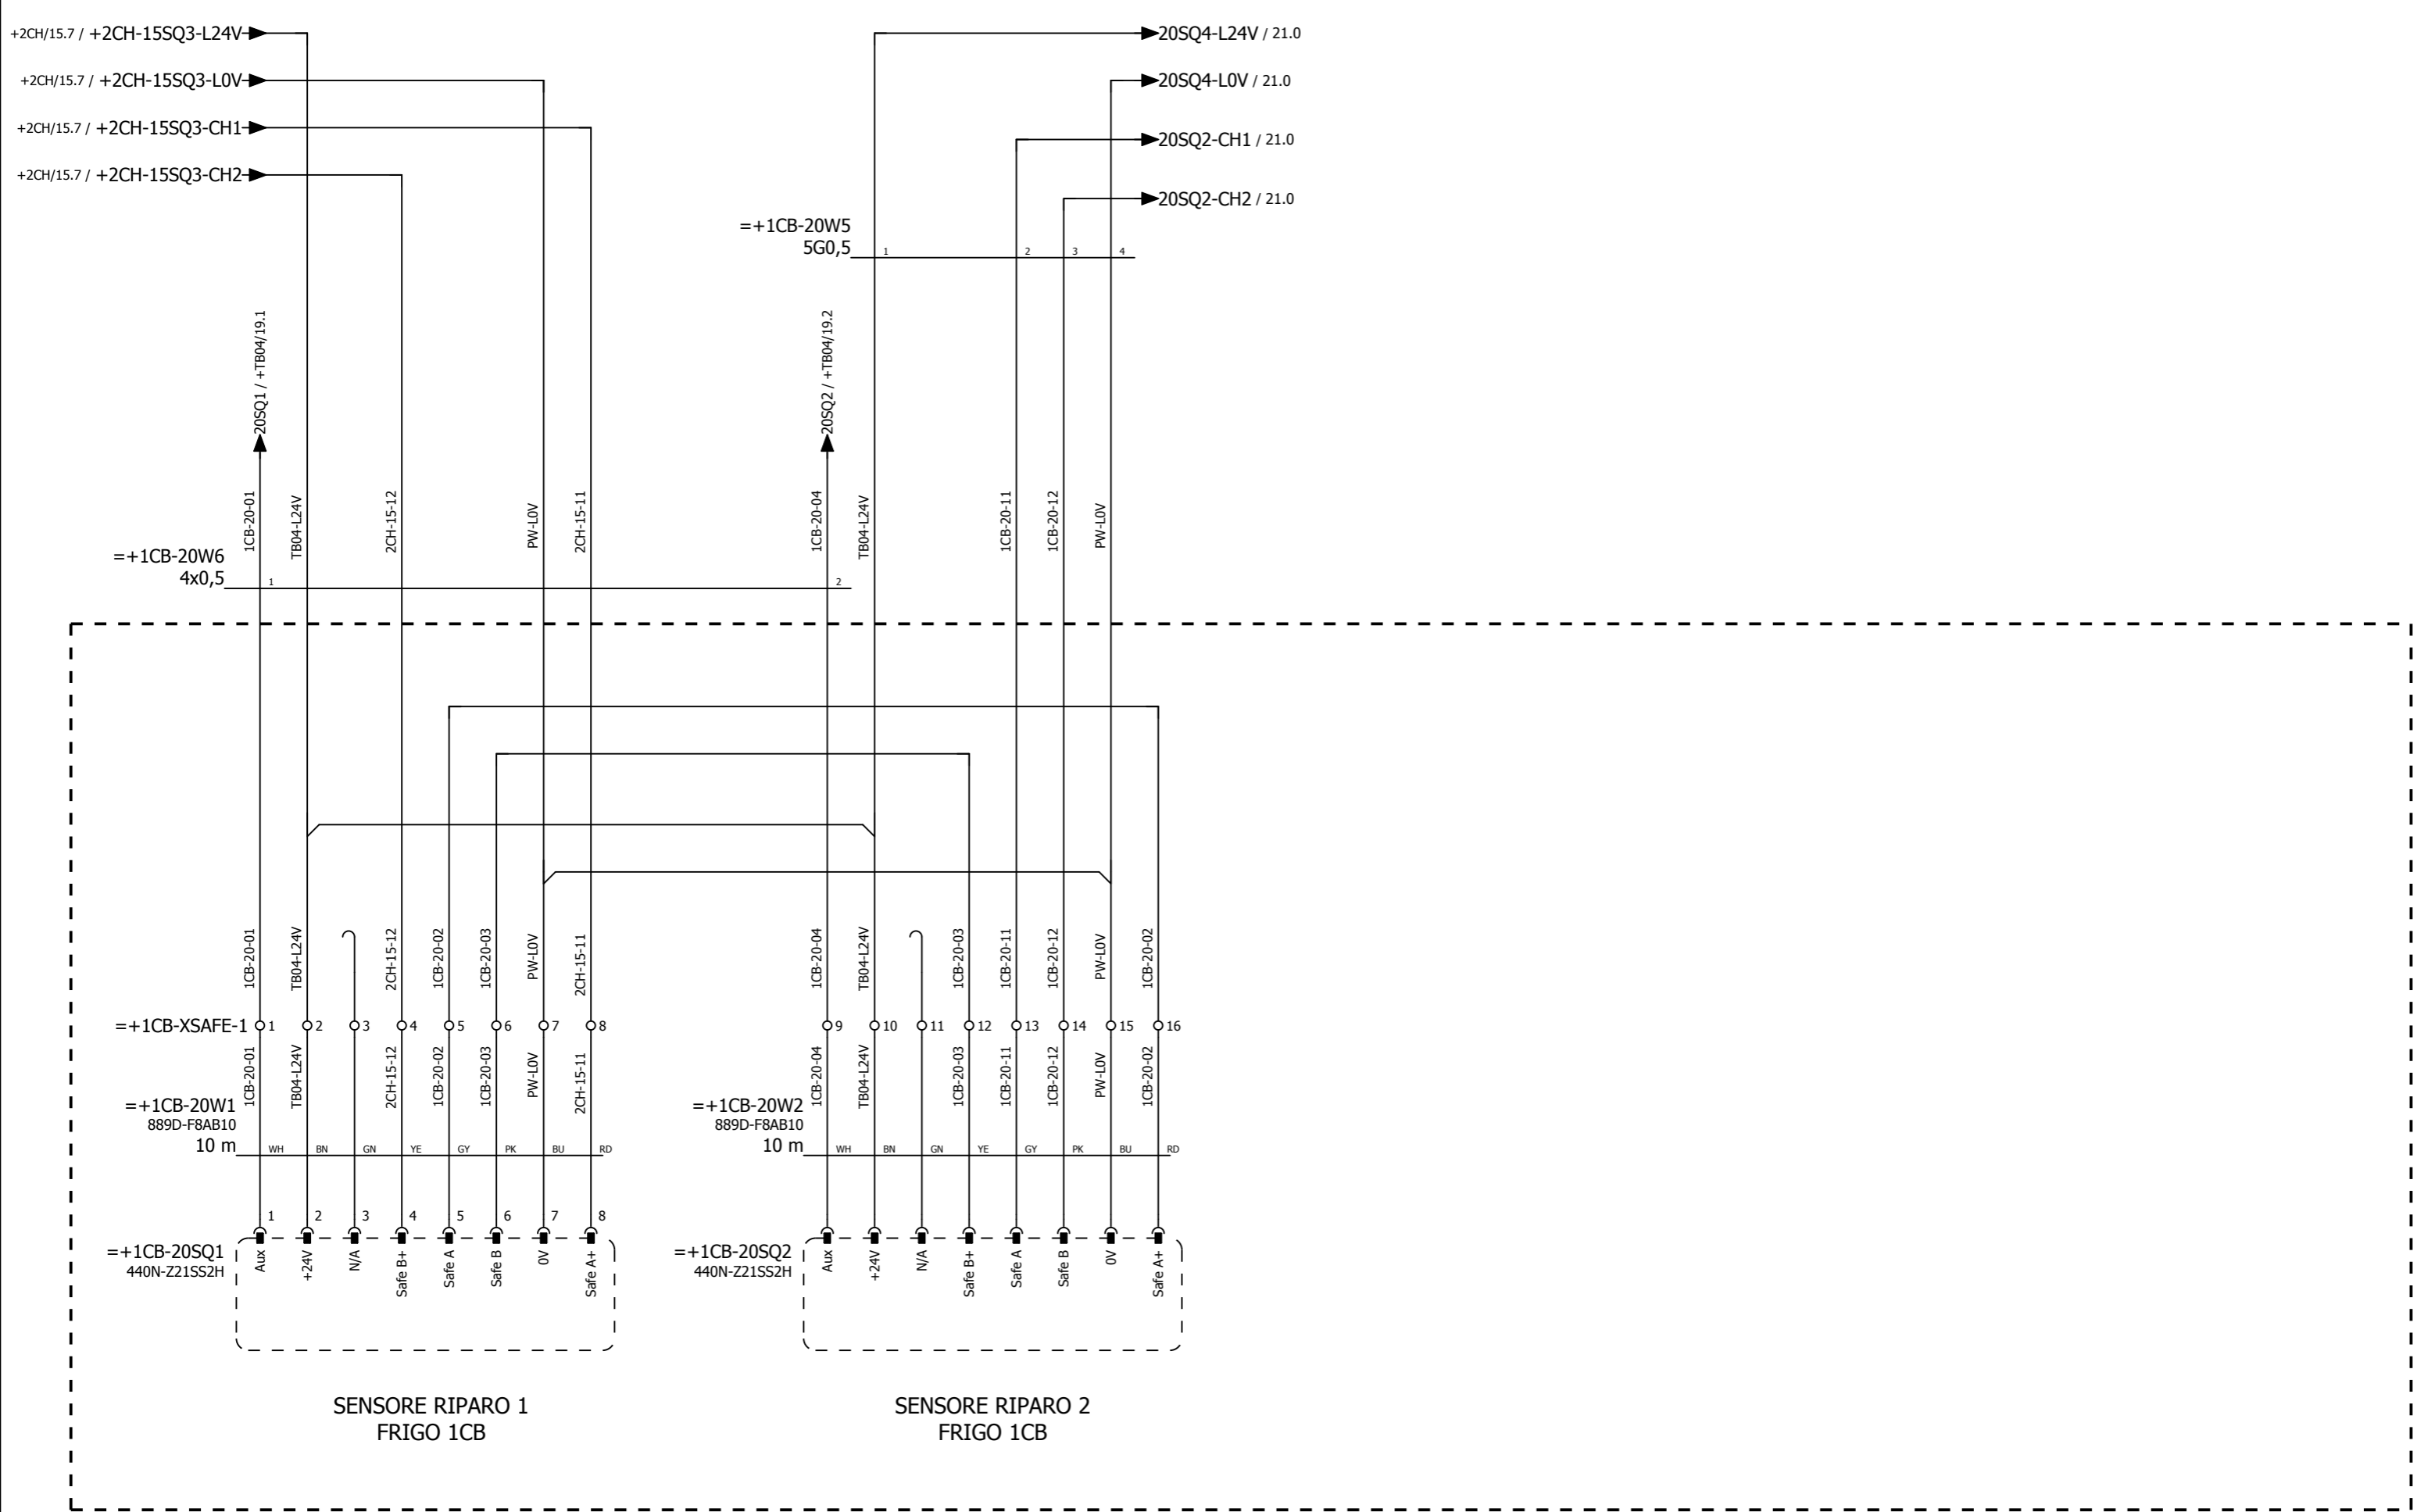 +2CH/15.7 / +2CH-15SQ3-L24V
20SQ4-L24V / 21.0
+2CH/15.7 / +2CH-15SQ3-L0V
20SQ4-L0V / 21.0
+2CH/15.7 / +2CH-15SQ3-CH1
20SQ2-CH1 / 21.0
+2CH/15.7 / +2CH-15SQ3-CH2
20SQ2-CH2 / 21.0
=+1CB-20W5
5G0,5
1 2 3 4
20SQ1 / +TB04/19.1
20SQ2 / +TB04/19.2
1CB-20-01 TB04-L24V 2CH-15-12 PW-L0V 2CH-15-11
1CB-20-04 TB04-L24V 1CB-20-11 1CB-20-12 PW-L0V
=+1CB-20W6
4x0,5
1 2
1CB-20-01 TB04-L24V 2CH-15-12 1CB-20-02 1CB-20-03 PW-L0V 2CH-15-11
1CB-20-04 TB04-L24V 1CB-20-03 1CB-20-11 1CB-20-12 PW-L0V 1CB-20-02
=+1CB-XSAFE-1 1 2 3 4 5 6 7 8
9 10 11 12 13 14 15 16
1CB-20-01 TB04-L24V 2CH-15-12 1CB-20-02 1CB-20-03 PW-L0V 2CH-15-11
1CB-20-04 TB04-L24V 1CB-20-03 1CB-20-11 1CB-20-12 PW-L0V 1CB-20-02
=+1CB-20W1
889D-F8AB10
10 m
WH BN GN YE GY PK BU RD
=+1CB-20W2
889D-F8AB10
10 m
WH BN GN YE GY PK BU RD
1 2 3 4 5 6 7 8
=+1CB-20SQ1
440N-Z21SS2H
Aux +24V N/A Safe B+ Safe A Safe B 0V Safe A+
=+1CB-20SQ2
440N-Z21SS2H
Aux +24V N/A Safe B+ Safe A Safe B 0V Safe A+
SENSORE RIPARO 1
FRIGO 1CB
SENSORE RIPARO 2
FRIGO 1CB